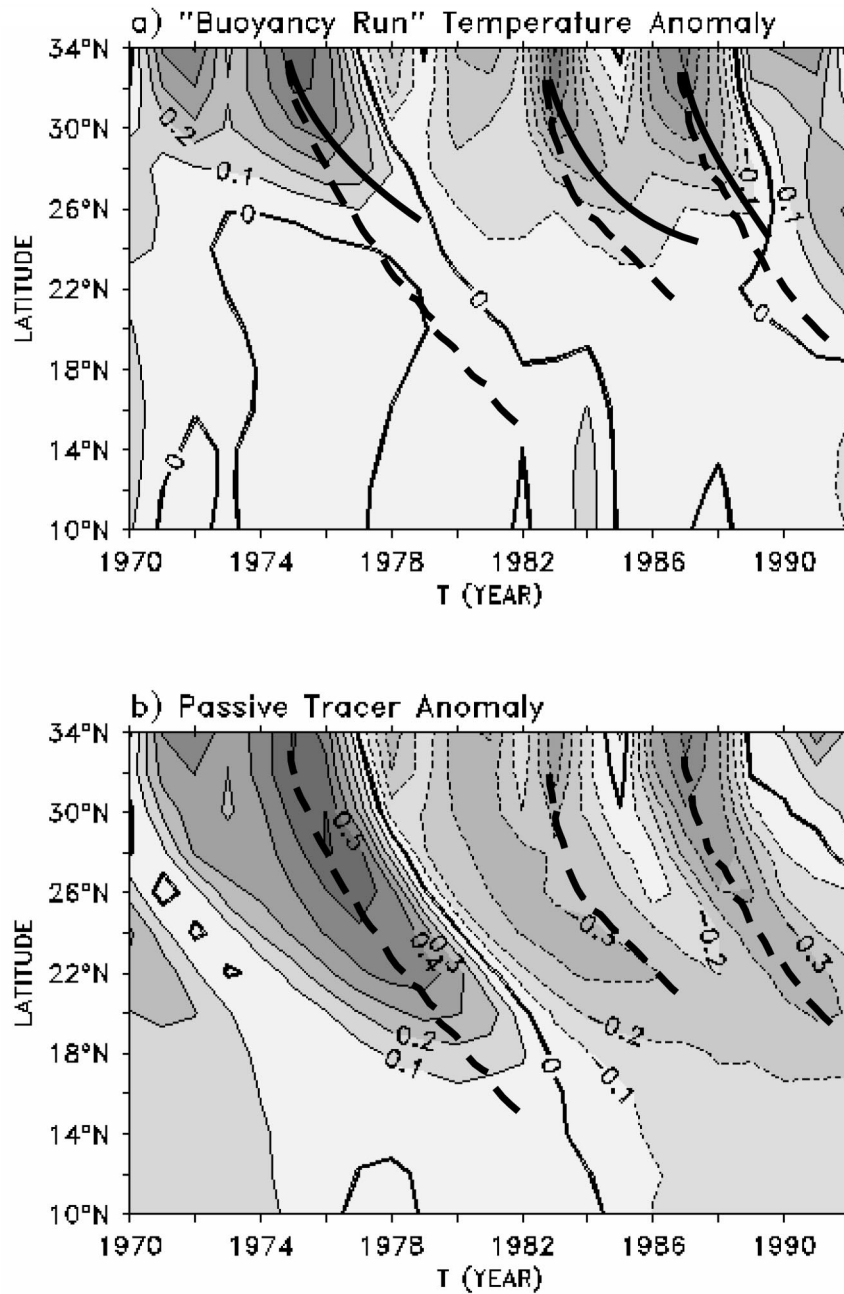 a) "Buoyancy Run" Temperature Anomaly
34°N
30°N
26°N
22°N
18°N
14°N
10°N
LATITUDE
0.2
0.1
0
0
0
0
0.1
1970
1974
1978
1982
1986
1990
T (YEAR)
b) Passive Tracer Anomaly
34°N
30°N
26°N
22°N
18°N
14°N
10°N
LATITUDE
0.5
0.4
0.3
0.2
0.1
0
0
-0.3
-0.2
-0.3
-0.2
-0.1
1970
1974
1978
1982
1986
1990
T (YEAR)